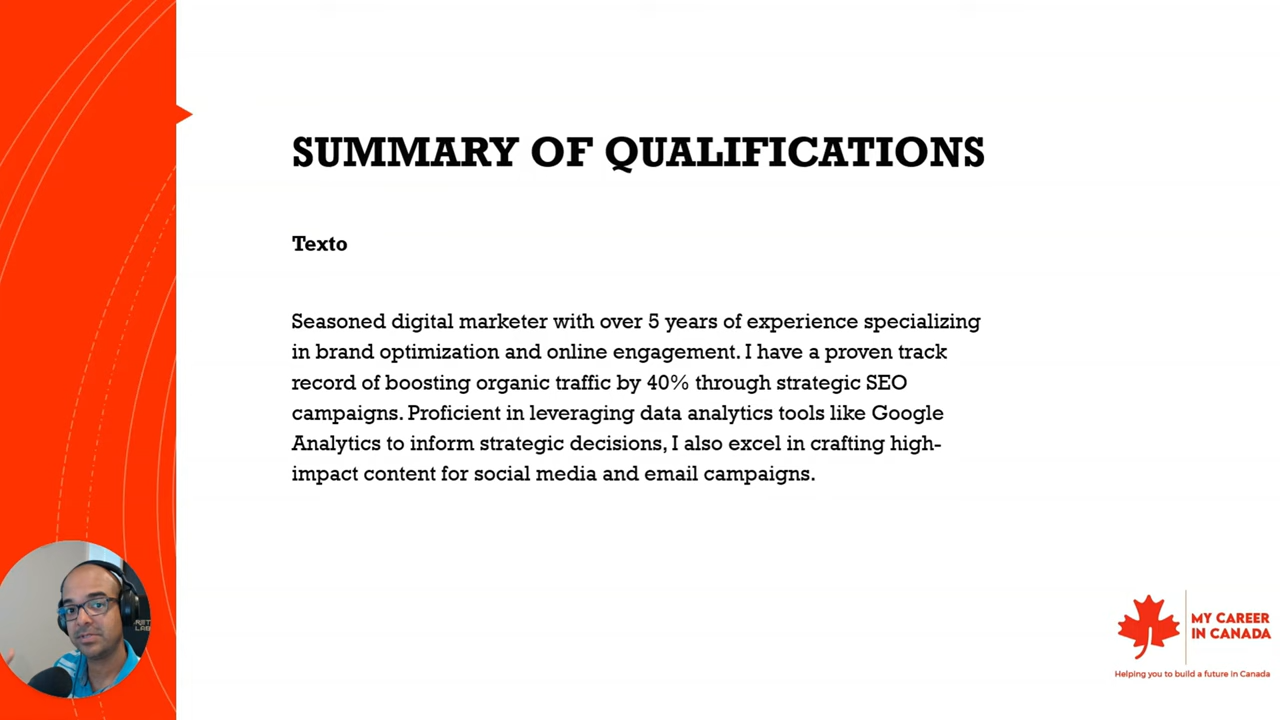 SUMMARY OF QUALIFICATIONS
Texto
Seasoned digital marketer with over 5 years of experience specializing
in brand optimization and online engagement. I have a proven track
record of boosting organic traffic by 40% through strategic SEO
campaigns. Proficient in leveraging data analytics tools like Google
Analytics to inform strategic decisions, I also excel in crafting high-
impact content for social media and email campaigns.
MY CAREER
IN CANADA
Helping you to build a future in Canada